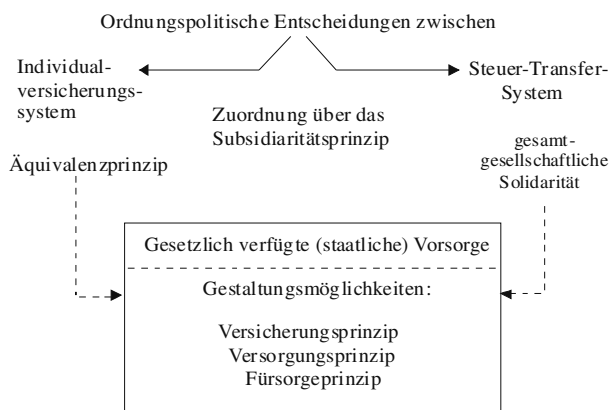 Ordnungspolitische Entscheidungen zwischen
Individual-
versicherungs-
system
Steuer-Transfer-
System
Zuordnung über das
Subsidiaritätsprinzip
Äquivalenzprinzip
gesamt-
gesellschaftliche
Solidarität
Gesetzlich verfügte (staatliche) Vorsorge
Gestaltungsmöglichkeiten:
Versicherungsprinzip
Versorgungsprinzip
Fürsorgeprinzip